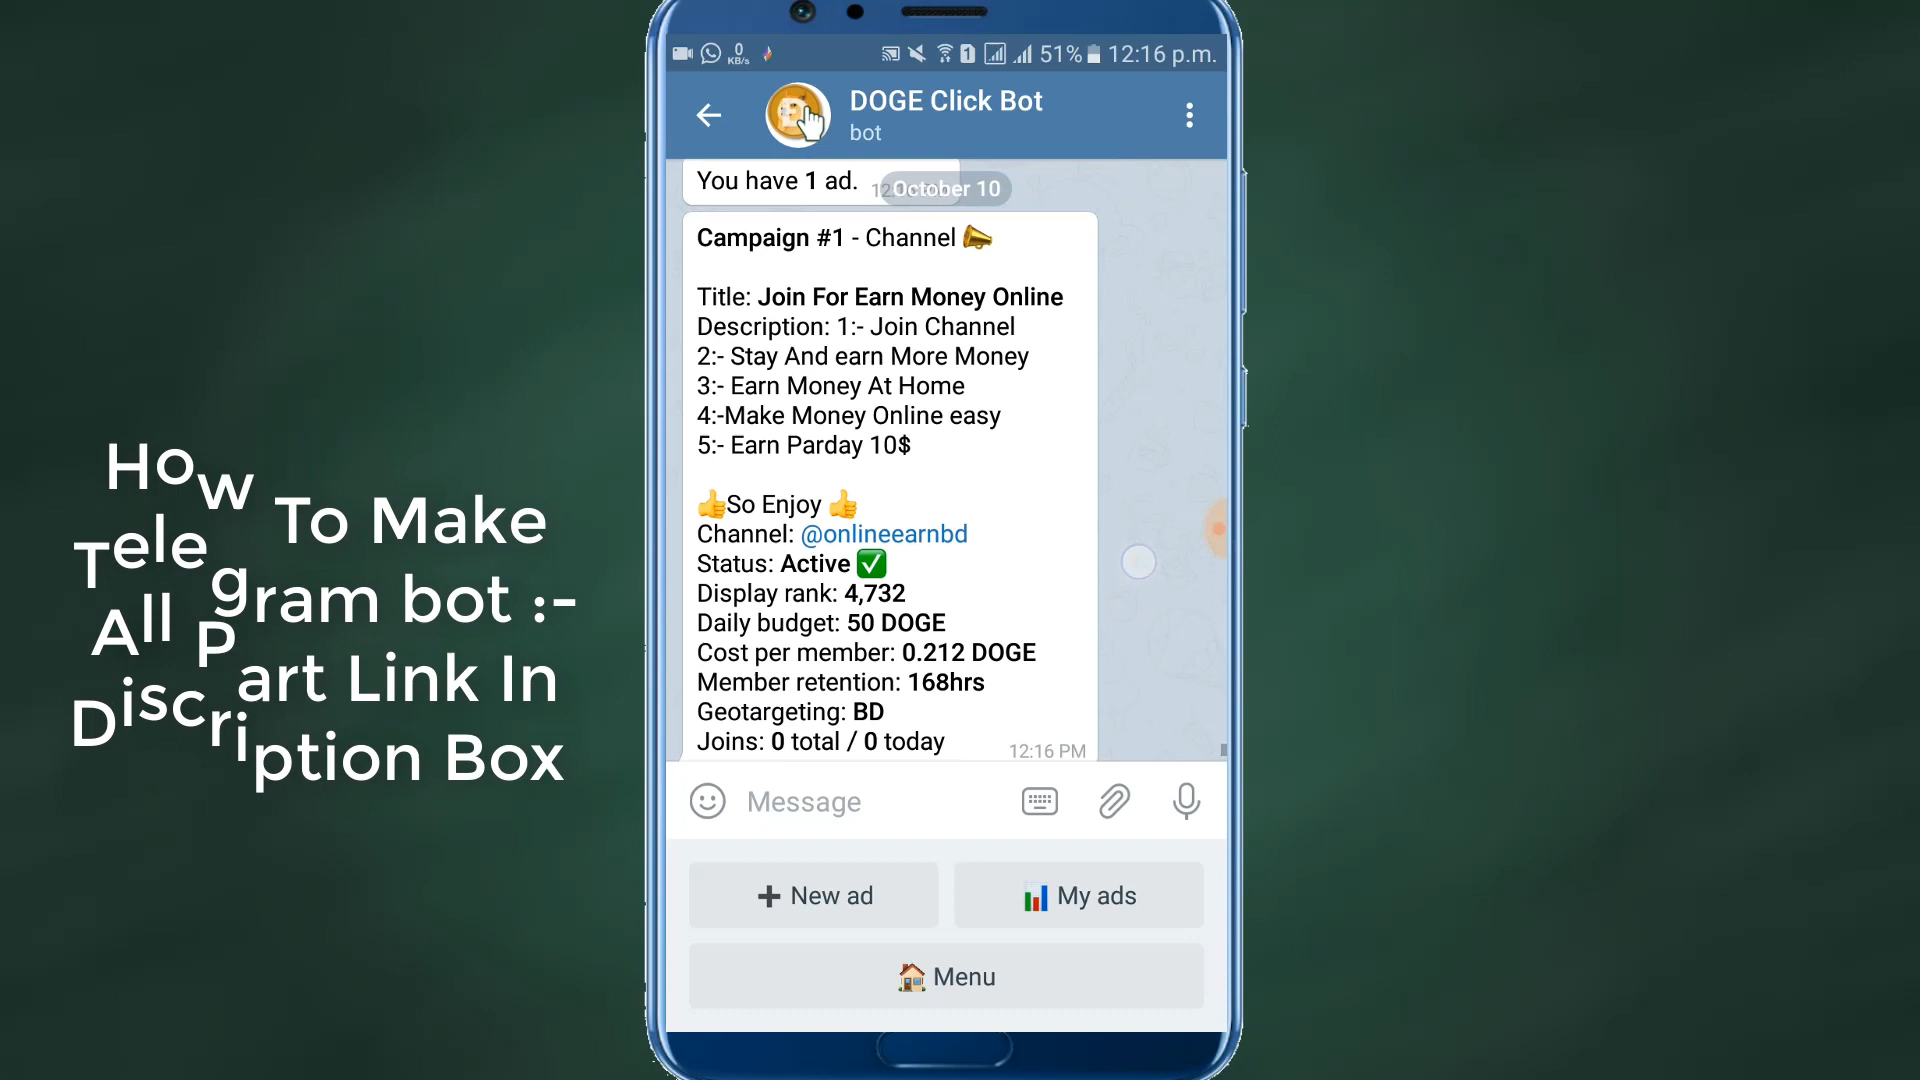 0
KB/s
1
51%
12:16 p.m.
DOGE Click Bot
bot
You have 1 ad.
October 10
Campaign #1 - Channel 📣
Title: Join For Earn Money Online
Description: 1:- Join Channel
2:- Stay And earn More Money
3:- Earn Money At Home
4:-Make Money Online easy
5:- Earn Parday 10$
👍So Enjoy 👍
Channel: @onlineearnbd
Status: Active ✅
Display rank: 4,732
Daily budget: 50 DOGE
Cost per member: 0.212 DOGE
Member retention: 168hrs
Geotargeting: BD
Joins: 0 total / 0 today
12:16 PM
Message
➕ New ad
📊 My ads
🏠 Menu
How To Make
Telegram bot :-
All Part Link In
Discription Box